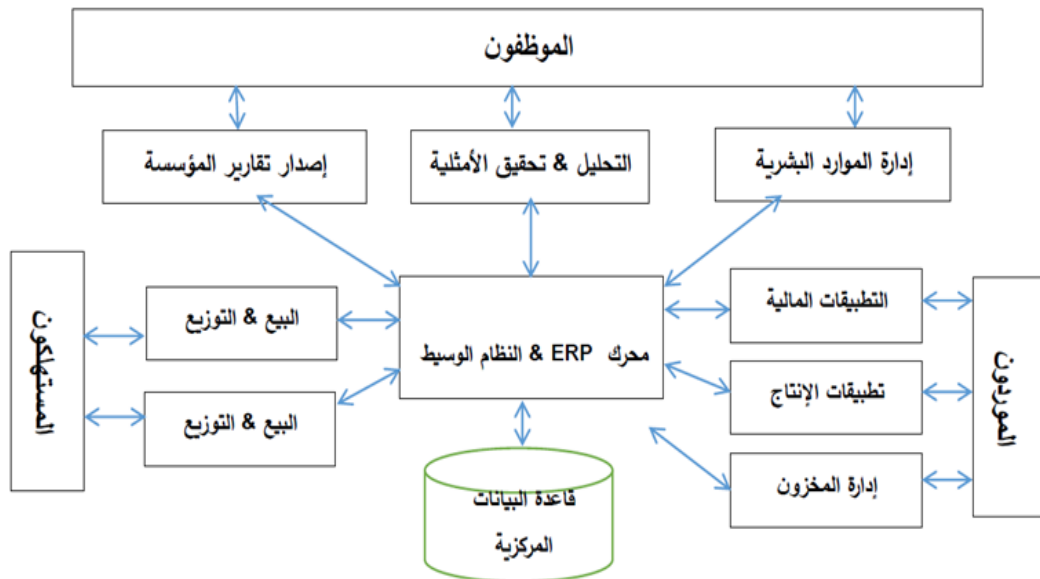 الموظفون
إدارة الموارد البشرية
التحليل & تحقيق الأمثلية
إصدار تقارير المؤسسة
الموردون
التطبيقات المالية
تطبيقات الإنتاج
إدارة المخزون
محرك ERP & النظام الوسيط
البيع & التوزيع
البيع & التوزيع
المستهلكون
قاعدة البيانات
المركزية